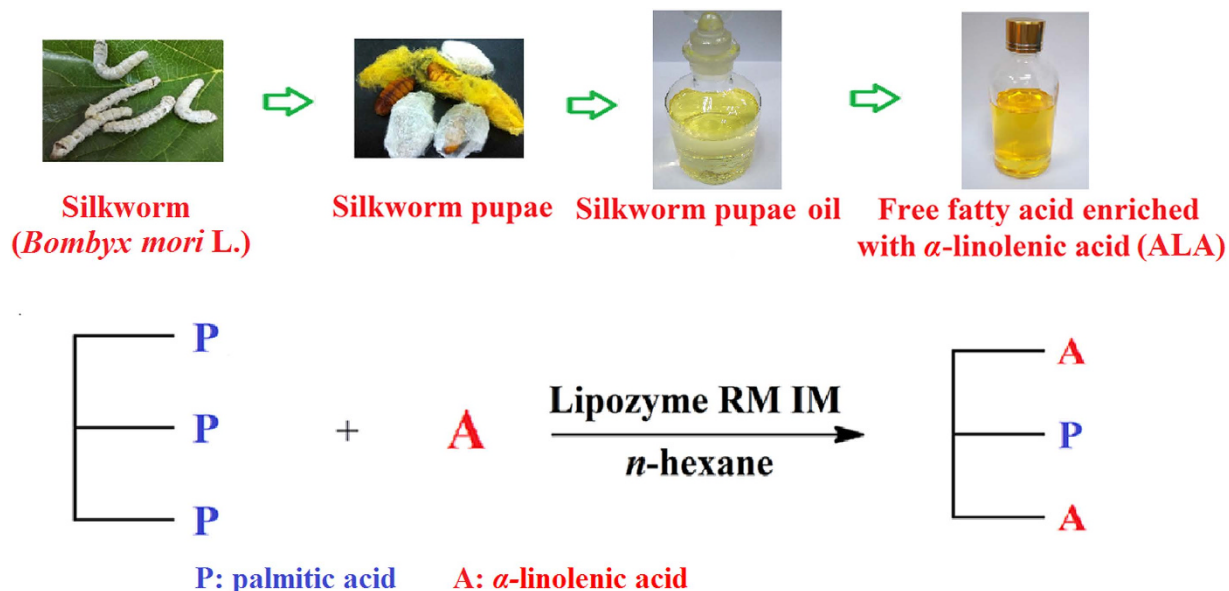 Silkworm
(Bombyx mori L.)
Silkworm pupae
Silkworm pupae oil
Free fatty acid enriched
with α-linolenic acid (ALA)
P
P
P
+
A
Lipozyme RM IM
n-hexane
A
P
A
P: palmitic acid
A: α-linolenic acid